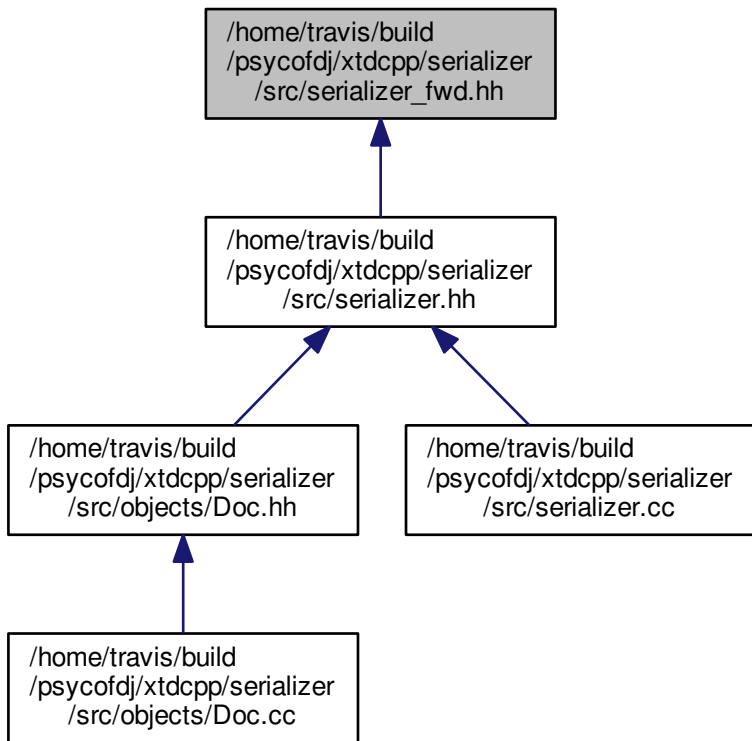 /home/travis/build
/psycofdj/xtdcpp/serializer
/src/serializer_fwd.hh
/home/travis/build
/psycofdj/xtdcpp/serializer
/src/serializer.hh
/home/travis/build
/psycofdj/xtdcpp/serializer
/src/objects/Doc.hh
/home/travis/build
/psycofdj/xtdcpp/serializer
/src/serializer.cc
/home/travis/build
/psycofdj/xtdcpp/serializer
/src/objects/Doc.cc